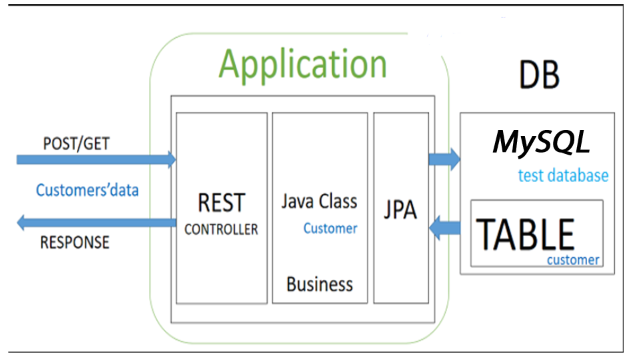 Application
DB
POST/GET
Customers'data
RESPONSE
REST
CONTROLLER
Java Class
Customer
Business
JPA
MySQL
test database
TABLE
customer